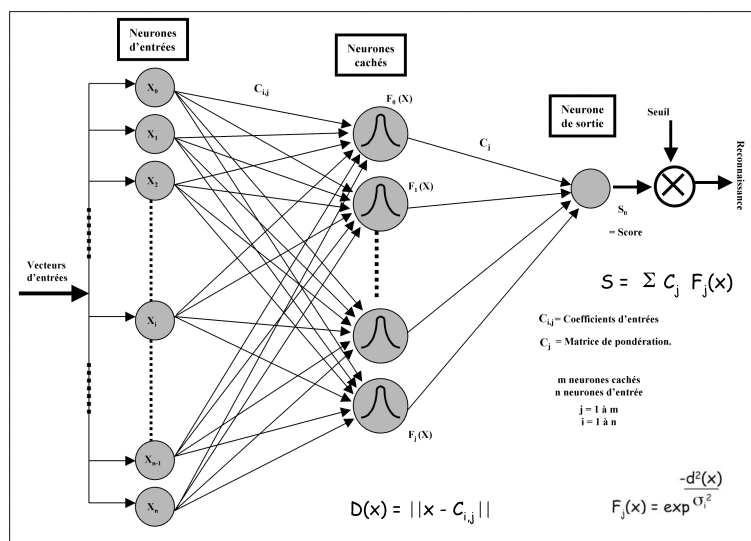 Neurones
d'entrées
Neurones
cachés
Neurone
de sortie
Vecteurs
d'entrées
X₀
X₁
X₂
Xᵢ
Xₙ₋₁
Xₙ
Cᵢ,ⱼ
F₀ (X)
F₁ (X)
Fⱼ (X)
Cⱼ
Seuil
Reconnaissance
S₀
= Score
S = Σ Cⱼ Fⱼ(x)
Cᵢ,ⱼ = Coefficients d'entrées
Cⱼ = Matrice de pondération.
m neurones cachés
n neurones d'entrée
j = 1 à m
i = 1 à n
D(x) = ||x - Cᵢ,ⱼ||
Fⱼ(x) = exp -d²(x) / σᵢ²